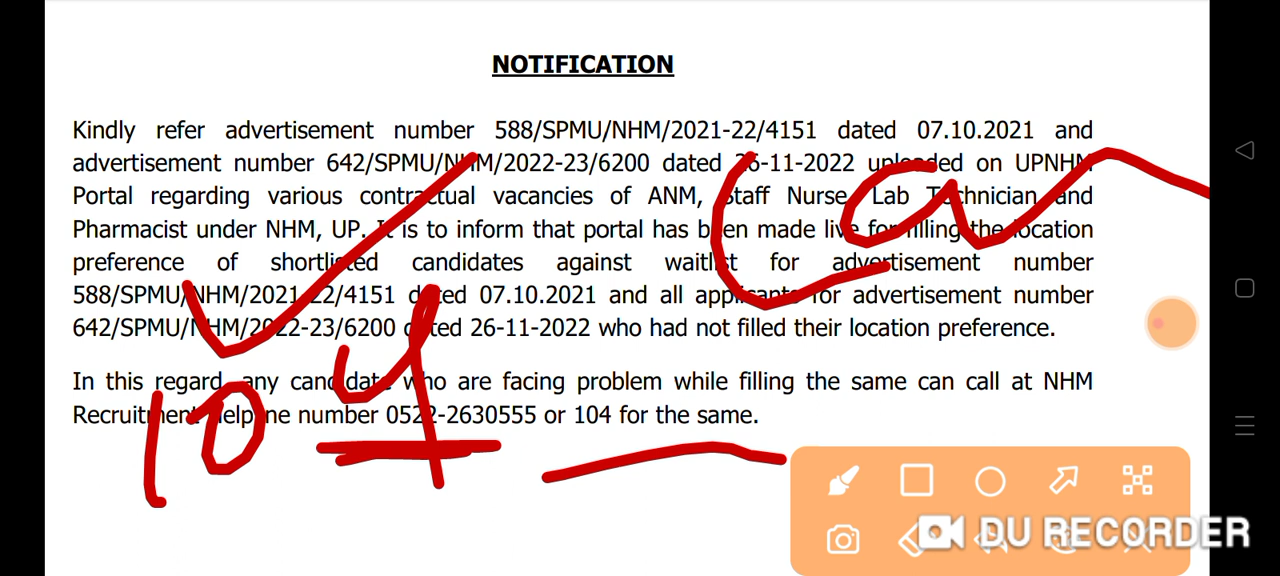 NOTIFICATION
Kindly refer advertisement number 588/SPMU/NHM/2021-22/4151 dated 07.10.2021 and
advertisement number 642/SPMU/NHM/2022-23/6200 dated 26-11-2022 uploaded on UPNHM
Portal regarding various contractual vacancies of ANM, Staff Nurse, Lab Technician and
Pharmacist under NHM, UP. It is to inform that portal has been made live for filling the location
preference of shortlisted candidates against waitlist for advertisement number
588/SPMU/NHM/2021-22/4151 dated 07.10.2021 and all applicants for advertisement number
642/SPMU/NHM/2022-23/6200 dated 26-11-2022 who had not filled their location preference.
In this regard, any candidate who are facing problem while filling the same can call at NHM
Recruitment Helpline number 0522-2630555 or 104 for the same.
104
DU RECORDER